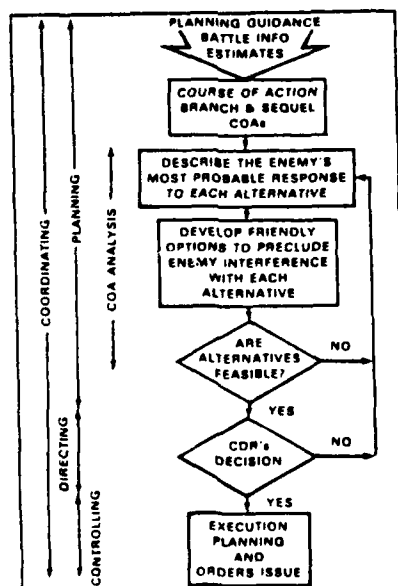 PLANNING GUIDANCE
BATTLE INFO
ESTIMATES
COURSE OF ACTION
BRANCH & SEQUEL
COAs
DESCRIBE THE ENEMY'S
MOST PROBABLE RESPONSE
TO EACH ALTERNATIVE
DEVELOP FRIENDLY
OPTIONS TO PRECLUDE
ENEMY INTERFERENCE
WITH EACH
ALTERNATIVE
ARE
ALTERNATIVES
FEASIBLE?
NO
YES
CDR's
DECISION
NO
YES
EXECUTION
PLANNING
AND
ORDERS ISSUE
COORDINATING
PLANNING
COA ANALYSIS
DIRECTING
CONTROLLING